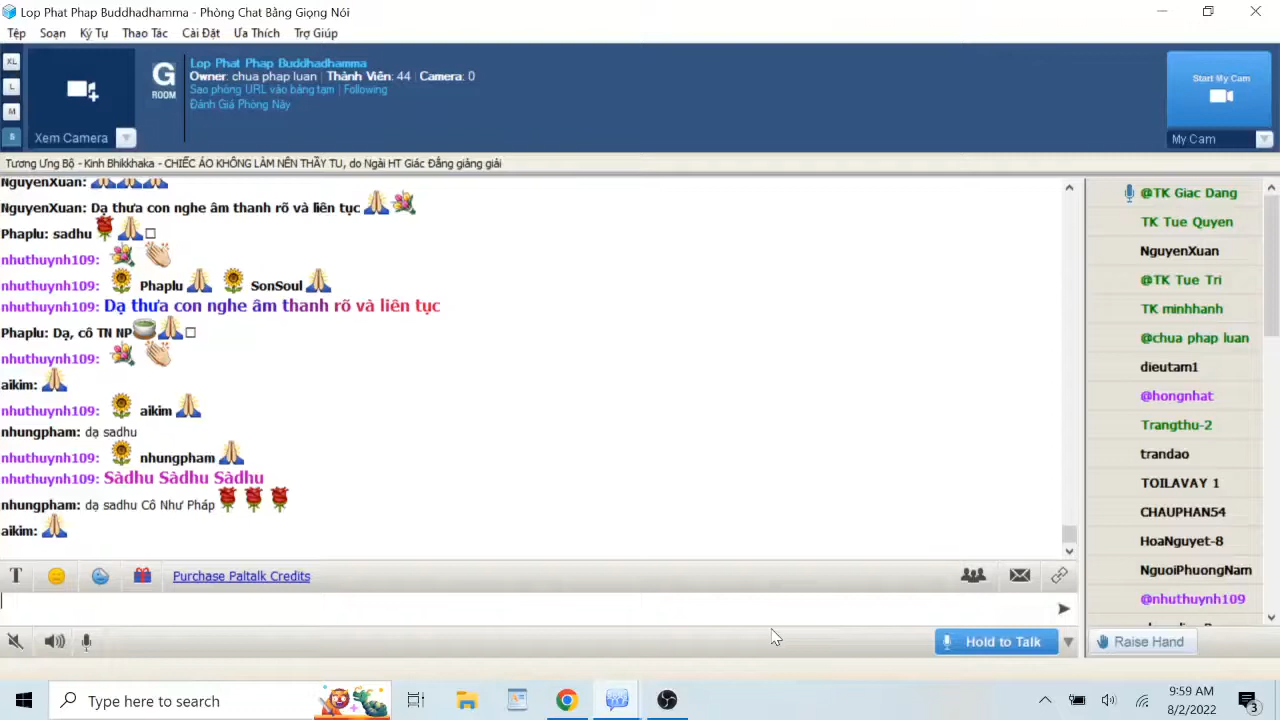 Lop Phat Phap Buddhadhamma - Phòng Chat Bằng Giọng Nói
Tệp Soạn Ký Tự Thao Tác Cài Đặt Ưa Thích Trợ Giúp
XL
L
M
S
Xem Camera
G
ROOM
Lop Phat Phap Buddhadhamma
Owner: chua phap luan | Thành Viên: 44 | Camera: 0
Sao phòng URL vào bảng tạm | Following
Đánh Giá Phòng Này
Start My Cam
My Cam
Tương Ưng Bộ - Kinh Bhikkhaka - CHIẾC ÁO KHÔNG LÀM NÊN THẦY TU, do Ngài HT Giác Đẳng giảng giải
NguyenXuan:
NguyenXuan: Dạ thưa con nghe âm thanh rõ và liên tục
Phaplu: sadhu
nhuthuynh109:
nhuthuynh109: Phaplu SonSoul
nhuthuynh109: Dạ thưa con nghe âm thanh rõ và liên tục
Phaplu: Dạ, cô TN NP
nhuthuynh109:
aikim:
nhuthuynh109: aikim
nhungpham: dạ sadhu
nhuthuynh109: nhungpham
nhuthuynh109: Sàdhu Sàdhu Sàdhu
nhungpham: dạ sadhu Cô Như Pháp
aikim:
@TK Giac Dang
TK Tue Quyen
NguyenXuan
@TK Tue Tri
TK minhhanh
@chua phap luan
dieutam1
@hongnhat
Trangthu-2
trandao
TOILAVAY 1
CHAUPHAN54
HoaNguyet-8
NguoiPhuongNam
@nhuthuynh109
T Purchase Paltalk Credits
Hold to Talk
Raise Hand
Type here to search
9:59 AM
8/2/2022
3